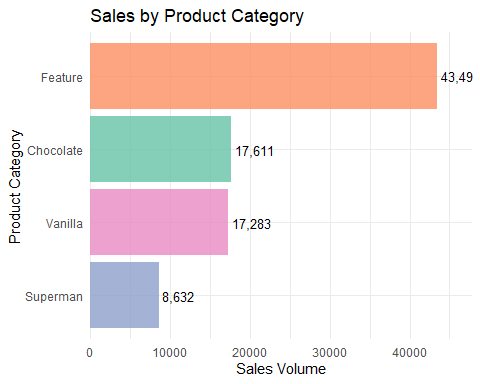 Sales by Product Category
Product Category
Feature
43,49
Chocolate
17,611
Vanilla
17,283
Superman
8,632
0 10000 20000 30000 40000
Sales Volume